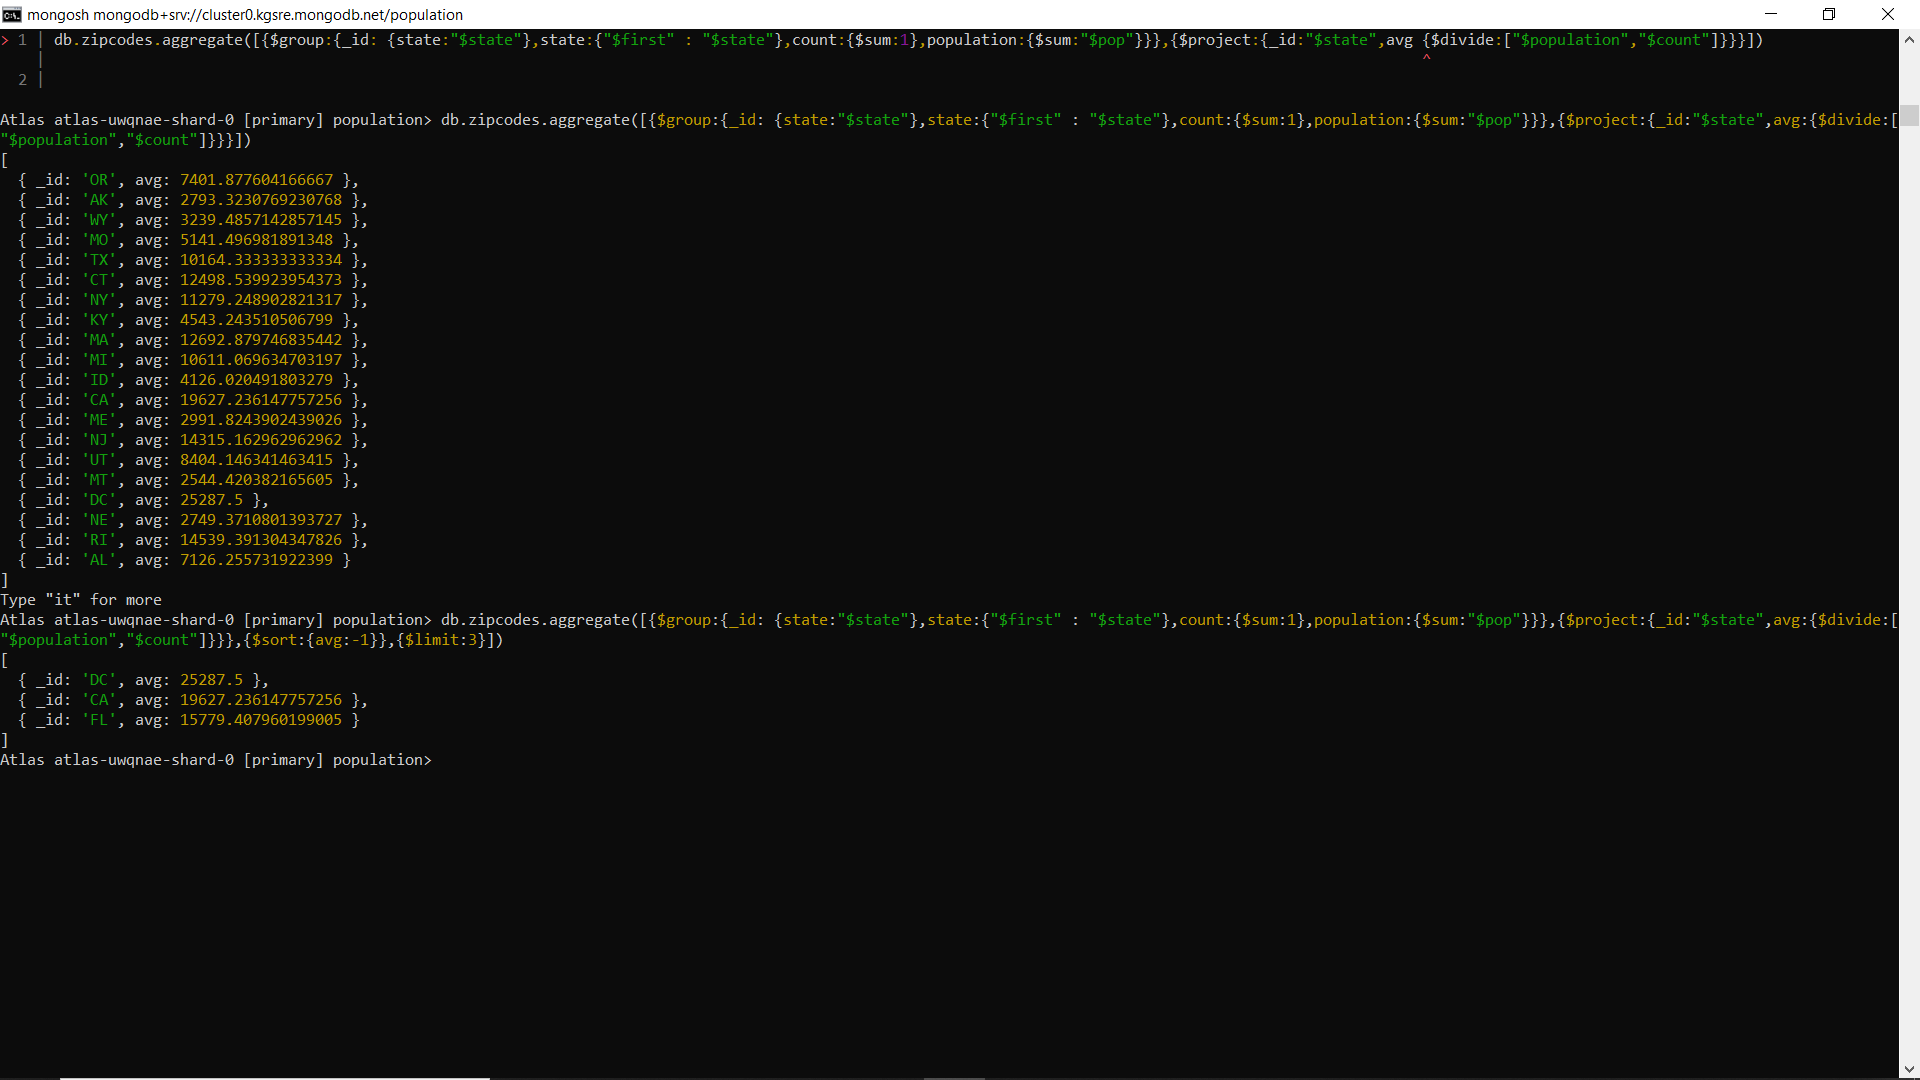 mongosh mongodb+srv://cluster0.kgsre.mongodb.net/population
> 1 | db.zipcodes.aggregate([{$group:{_id: {state:"$state"},state:{"$first" : "$state"},count:{$sum:1},population:{$sum:"$pop"}}},{$project:{_id:"$state",avg {$divide:["$population","$count"]}}}])
| ^
2 |
Atlas atlas-uwqnae-shard-0 [primary] population> db.zipcodes.aggregate([{$group:{_id: {state:"$state"},state:{"$first" : "$state"},count:{$sum:1},population:{$sum:"$pop"}}},{$project:{_id:"$state",avg:{$divide:[
"$population","$count"]}}}])
[
  { _id: 'OR', avg: 7401.877604166667 },
  { _id: 'AK', avg: 2793.3230769230768 },
  { _id: 'WY', avg: 3239.4857142857145 },
  { _id: 'MO', avg: 5141.496981891348 },
  { _id: 'TX', avg: 10164.333333333334 },
  { _id: 'CT', avg: 12498.539923954373 },
  { _id: 'NY', avg: 11279.248902821317 },
  { _id: 'KY', avg: 4543.243510506799 },
  { _id: 'MA', avg: 12692.879746835442 },
  { _id: 'MI', avg: 10611.069634703197 },
  { _id: 'ID', avg: 4126.020491803279 },
  { _id: 'CA', avg: 19627.236147757256 },
  { _id: 'ME', avg: 2991.8243902439026 },
  { _id: 'NJ', avg: 14315.162962962962 },
  { _id: 'UT', avg: 8404.146341463415 },
  { _id: 'MT', avg: 2544.420382165605 },
  { _id: 'DC', avg: 25287.5 },
  { _id: 'NE', avg: 2749.3710801393727 },
  { _id: 'RI', avg: 14539.391304347826 },
  { _id: 'AL', avg: 7126.255731922399 }
]
Type "it" for more
Atlas atlas-uwqnae-shard-0 [primary] population> db.zipcodes.aggregate([{$group:{_id: {state:"$state"},state:{"$first" : "$state"},count:{$sum:1},population:{$sum:"$pop"}}},{$project:{_id:"$state",avg:{$divide:[
"$population","$count"]}}},{$sort:{avg:-1}},{$limit:3}])
[
  { _id: 'DC', avg: 25287.5 },
  { _id: 'CA', avg: 19627.236147757256 },
  { _id: 'FL', avg: 15779.407960199005 }
]
Atlas atlas-uwqnae-shard-0 [primary] population>